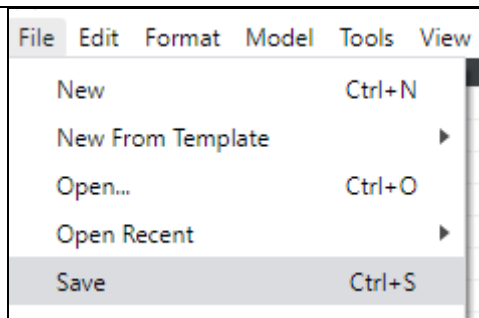 File Edit Format Model Tools View
New Ctrl+N
New From Template
Open... Ctrl+O
Open Recent
Save Ctrl+S